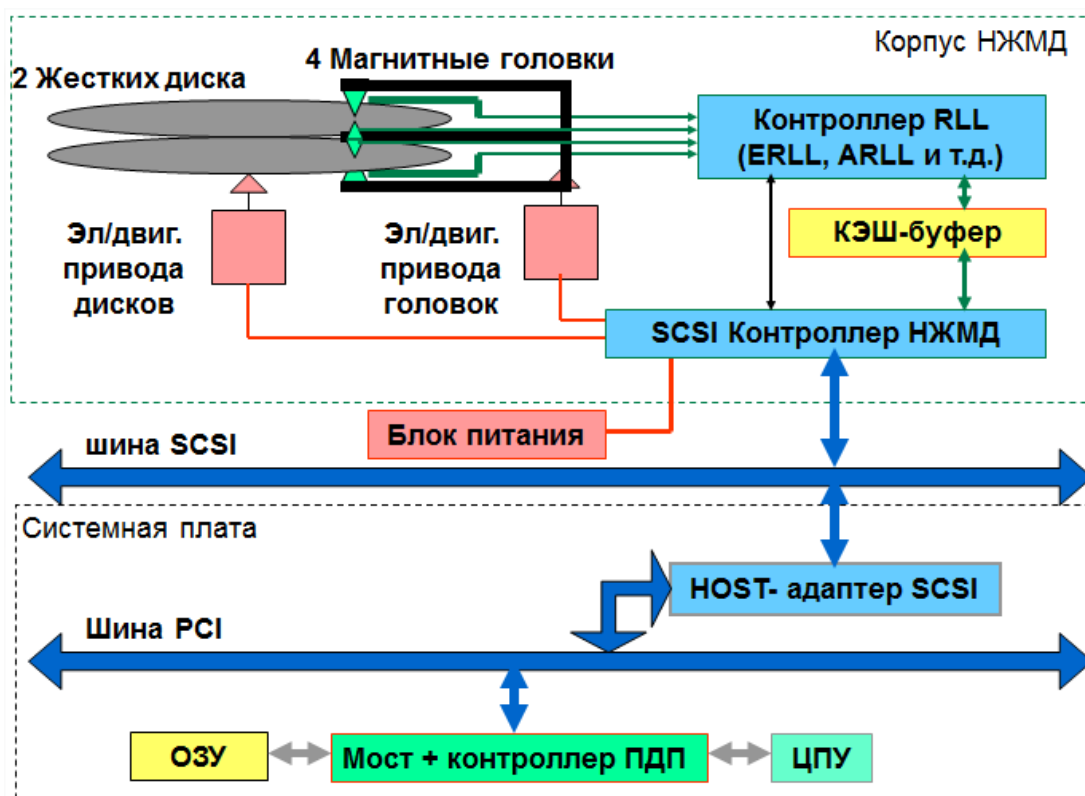 Корпус НЖМД
4 Магнитные головки
2 Жестких диска
Контроллер RLL
(ERLL, ARLL и т.д.)
КЭШ-буфер
Эл/двиг.
привода
дисков
Эл/двиг.
привода
головок
SCSI Контроллер НЖМД
Блок питания
шина SCSI
Системная плата
HOST- адаптер SCSI
Шина PCI
ОЗУ
Мост + контроллер ПДП
ЦПУ